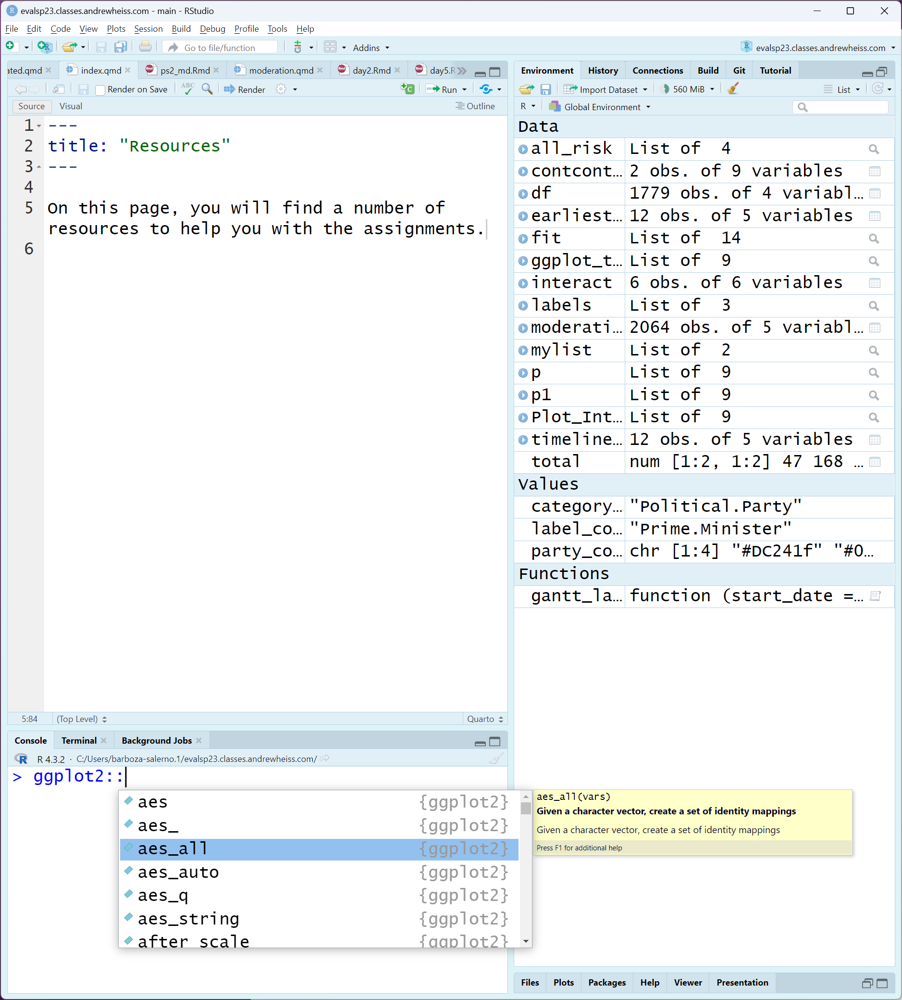 evalsp23.classes.andrewheiss.com - main - RStudio
File Edit Code View Plots Session Build Debug Profile Tools Help
Go to file/function Addins evalsp23.classes.andrewheiss.com
ated.qmd index.qmd ps2_md.Rmd moderation.qmd day2.Rmd day5.R
Render on Save ABC Render Run
Source Visual Outline
1 ---
2 title: "Resources"
3 ---
4
5 On this page, you will find a number of
resources to help you with the assignments.
6
5:84 (Top Level) Quarto
Console Terminal Background Jobs
R 4.3.2 · C:/Users/barboza-salerno.1/evalsp23.classes.andrewheiss.com/
> ggplot2::
aes {ggplot2}
aes_ {ggplot2}
aes_all {ggplot2}
aes_auto {ggplot2}
aes_q {ggplot2}
aes_string {ggplot2}
after_scale {ggplot2}
aes_all(vars)
Given a character vector, create a set of identity mappings
Given a character vector, create a set of identity mappings
Press F1 for additional help
Environment History Connections Build Git Tutorial
Import Dataset 560 MiB List
R Global Environment
Data
all_risk List of 4
contcont... 2 obs. of 9 variables
df 1779 obs. of 4 variabl...
earliest... 12 obs. of 5 variables
fit List of 14
ggplot_t... List of 9
interact 6 obs. of 6 variables
labels List of 3
moderati... 2064 obs. of 5 variabl...
mylist List of 2
p List of 9
p1 List of 9
Plot_Int... List of 9
timeline... 12 obs. of 5 variables
total num [1:2, 1:2] 47 168 ...
Values
category... "Political.Party"
label_co... "Prime.Minister"
party_co... chr [1:4] "#DC241f" "#0...
Functions
gantt_la... function (start_date =...
Files Plots Packages Help Viewer Presentation